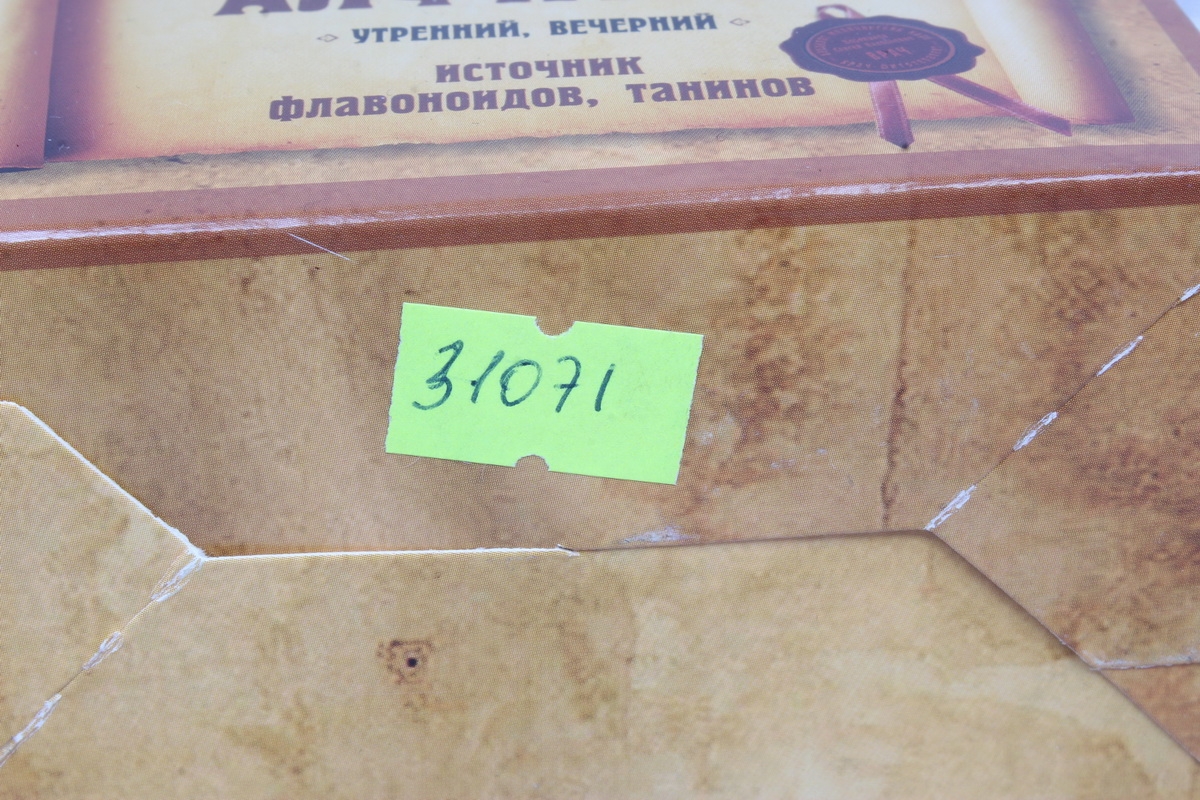 УТРЕННИЙ, ВЕЧЕРНИЙ
ИСТОЧНИК
ФЛАВОНОИДОВ, ТАНИНОВ
31071